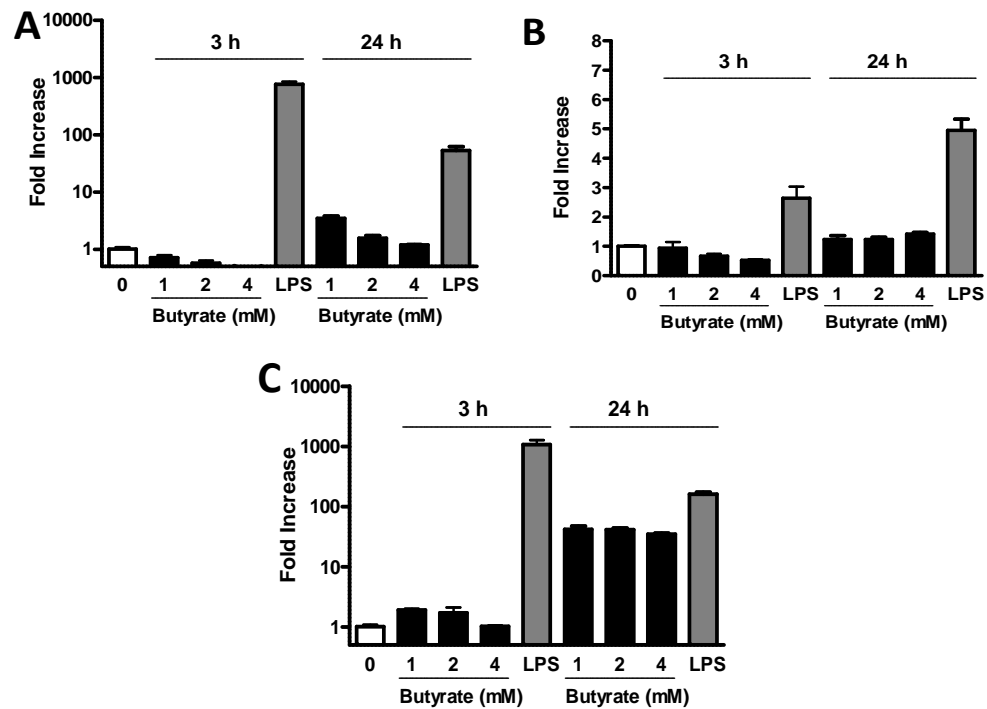 A
3 h 24 h
10000
1000
100
10
1
Fold Increase
0 1 2 4 LPS 1 2 4 LPS
Butyrate (mM) Butyrate (mM)
B
3 h 24 h
8
7
6
5
4
3
2
1
0
Fold Increase
0 1 2 4 LPS 1 2 4 LPS
Butyrate (mM) Butyrate (mM)
C
3 h 24 h
10000
1000
100
10
1
Fold Increase
0 1 2 4 LPS 1 2 4 LPS
Butyrate (mM) Butyrate (mM)